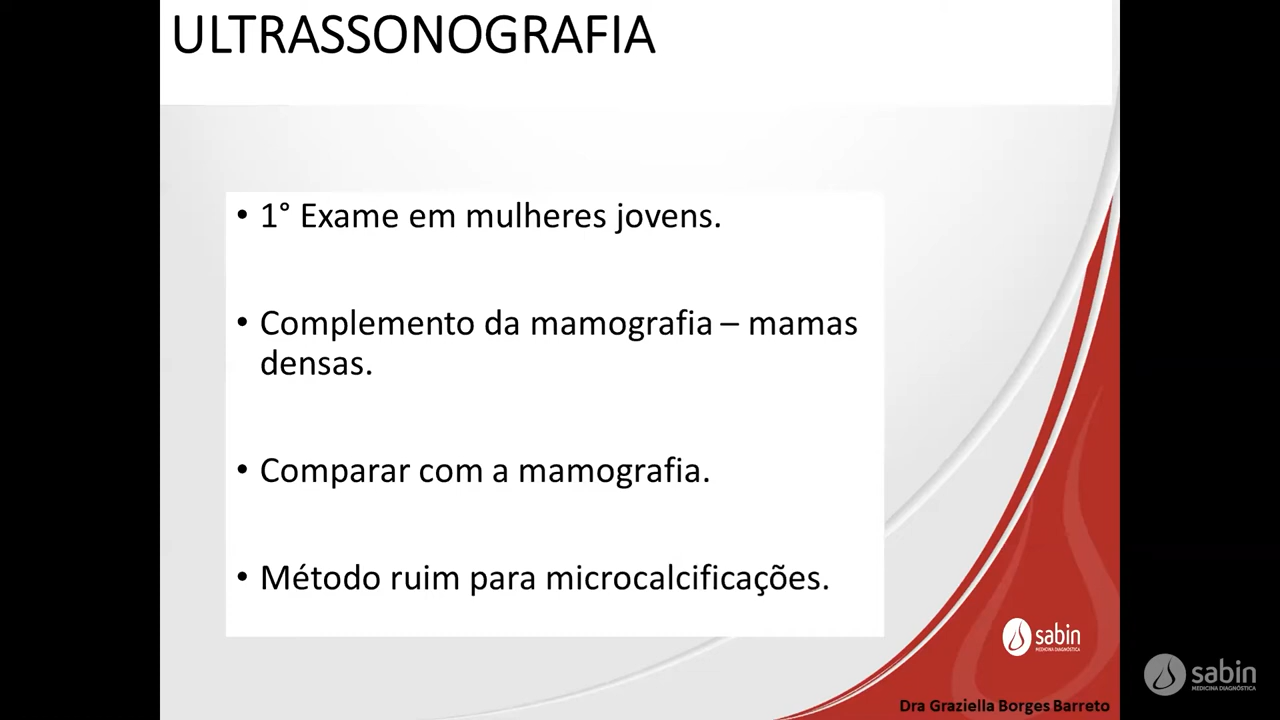 ULTRASSONOGRAFIA
• 1° Exame em mulheres jovens.
• Complemento da mamografia – mamas
densas.
• Comparar com a mamografia.
• Método ruim para microcalcificações.
sabin
MEDICINA DIAGNÓSTICA
sabin
MEDICINA DIAGNÓSTICA
Dra Graziella Borges Barreto